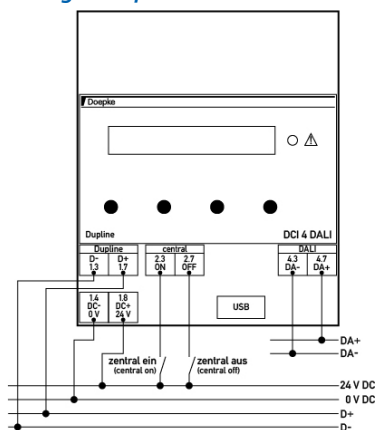 Doepke
Dupline
DCI 4 DALI
Dupline
central
DALI
D-
1.3
D+
1.7
2.3
ON
2.7
OFF
4.3
DA-
4.7
DA+
1.4
DC-
0 V
1.8
DC+
24 V
USB
zentral ein
(central on)
zentral aus
(central off)
DA+
DA-
24 V DC
0 V DC
D+
D-